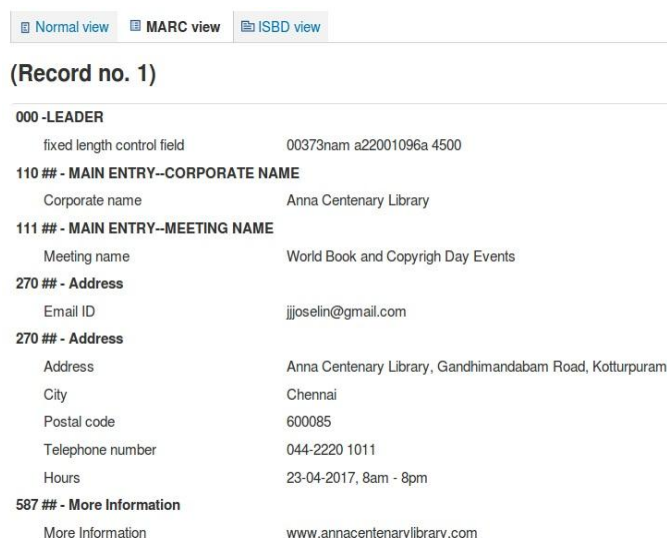 Normal view MARC view ISBD view
(Record no. 1)
000 -LEADER
fixed length control field 00373nam a22001096a 4500
110 ## - MAIN ENTRY--CORPORATE NAME
Corporate name Anna Centenary Library
111 ## - MAIN ENTRY--MEETING NAME
Meeting name World Book and Copyrigh Day Events
270 ## - Address
Email ID jjjoselin@gmail.com
270 ## - Address
Address Anna Centenary Library, Gandhimandabam Road, Kotturpuram
City Chennai
Postal code 600085
Telephone number 044-2220 1011
Hours 23-04-2017, 8am - 8pm
587 ## - More Information
More Information www.annacentenarylibrary.com